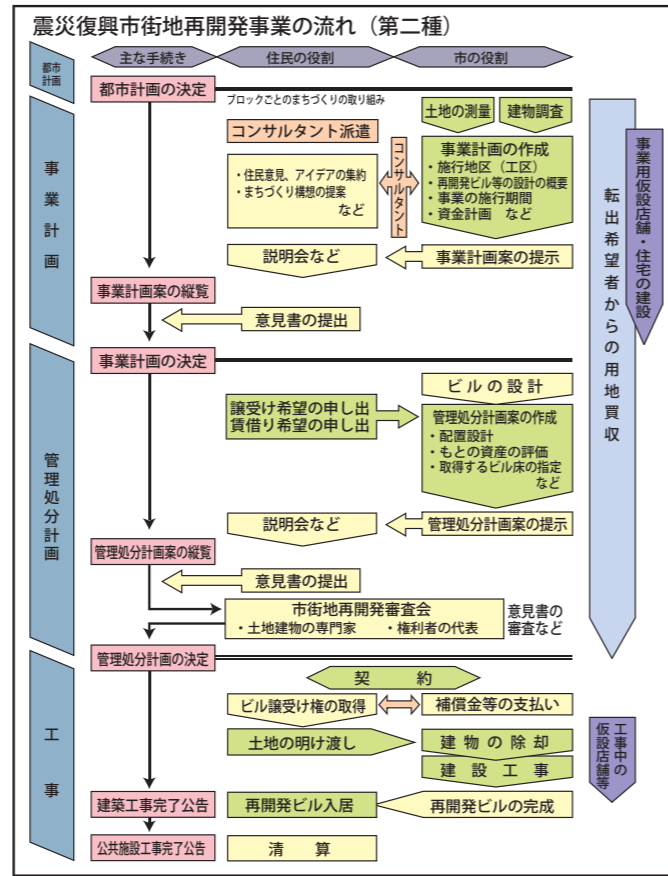 震災復興市街地再開発事業の流れ（第二種）
主な手続き
住民の役割
市の役割
都市
計画
都市計画の決定
ブロックごとのまちづくりの取り組み
土地の測量
建物調査
事業計画
コンサルタント派遣
コンサルタント
・住民意見、アイデアの集約
・まちづくり構想の提案
など
事業計画の作成
・施行地区（工区）
・再開発ビル等の設計の概要
・事業の施行期間
・資金計画　など
説明会など
事業計画案の提示
事業計画案の縦覧
意見書の提出
転出希望者からの用地買収
事業用仮設店舗・住宅の建設
事業計画の決定
管理処分計画
ビルの設計
譲受け希望の申し出
賃借り希望の申し出
管理処分計画案の作成
・配置設計
・もとの資産の評価
・取得するビル床の指定
など
説明会など
管理処分計画案の提示
管理処分計画案の縦覧
意見書の提出
市街地再開発審査会
・土地建物の専門家　・権利者の代表
意見書の
審査など
管理処分計画の決定
工事
契　約
ビル譲受け権の取得
補償金等の支払い
土地の明け渡し
建物の除却
建設工事
工事中の
仮設店舗等
建築工事完了公告
再開発ビル入居
再開発ビルの完成
公共施設工事完了公告
清　算